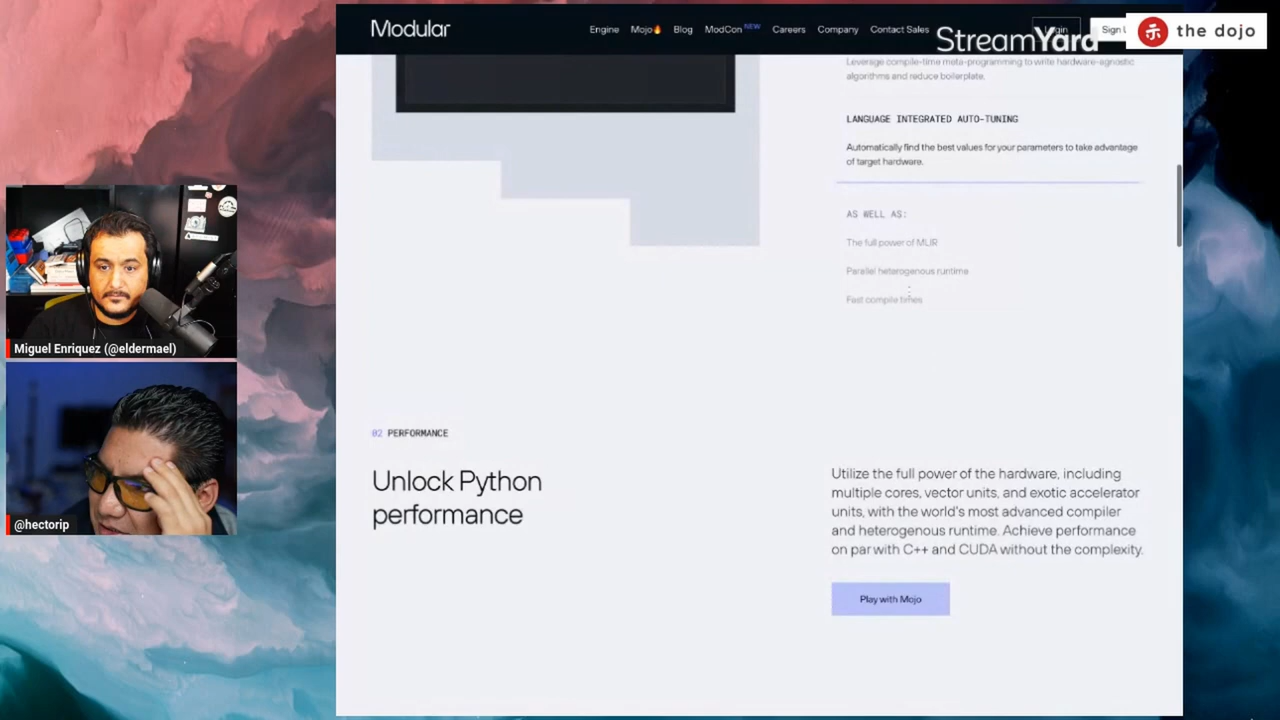 Modular
Engine Mojo🔥 Blog ModCon NEW Careers Company Contact Sales
Login
Sign U
StreamYard
the dojo
Leverage compile-time meta-programming to write hardware-agnostic
algorithms and reduce boilerplate.
LANGUAGE INTEGRATED AUTO-TUNING
Automatically find the best values for your parameters to take advantage
of target hardware.
AS WELL AS:
The full power of MLIR
Parallel heterogenous runtime
Fast compile times
02 PERFORMANCE
Unlock Python
performance
Utilize the full power of the hardware, including
multiple cores, vector units, and exotic accelerator
units, with the world's most advanced compiler
and heterogenous runtime. Achieve performance
on par with C++ and CUDA without the complexity.
Play with Mojo
Miguel Enriquez (@eldermael)
@hectorip